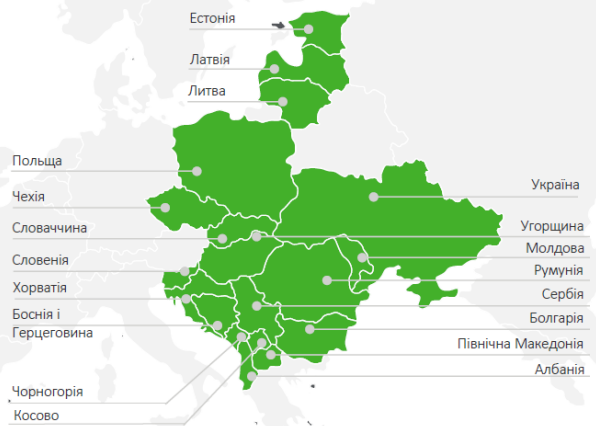 Естонія
Латвія
Литва
Польща
Чехія
Словаччина
Словенія
Хорватія
Боснія і
Герцеговина
Чорногорія
Косово
Україна
Угорщина
Молдова
Румунія
Сербія
Болгарія
Північна Македонія
Албанія